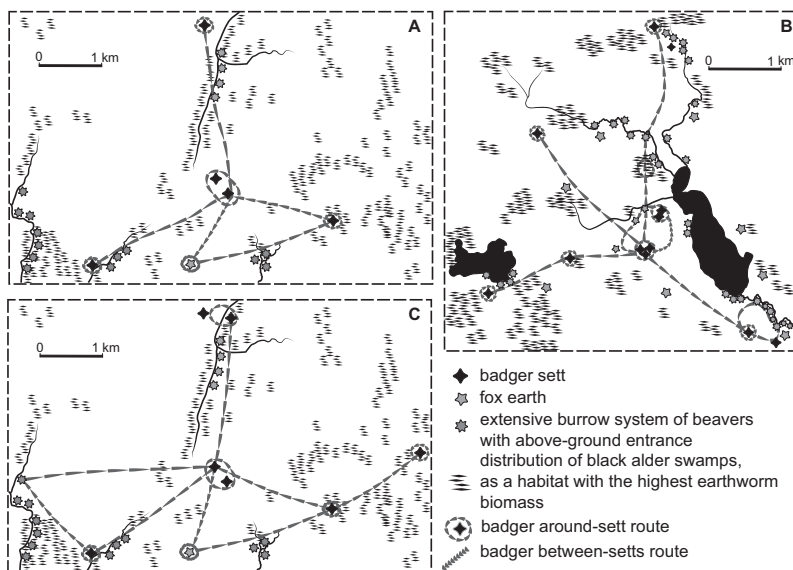 A
0 1 km
B
0 1 km
C
0 1 km
badger sett
fox earth
extensive burrow system of beavers
with above-ground entrance
distribution of black alder swamps,
as a habitat with the highest earthworm
biomass
badger around-sett route
badger between-setts route